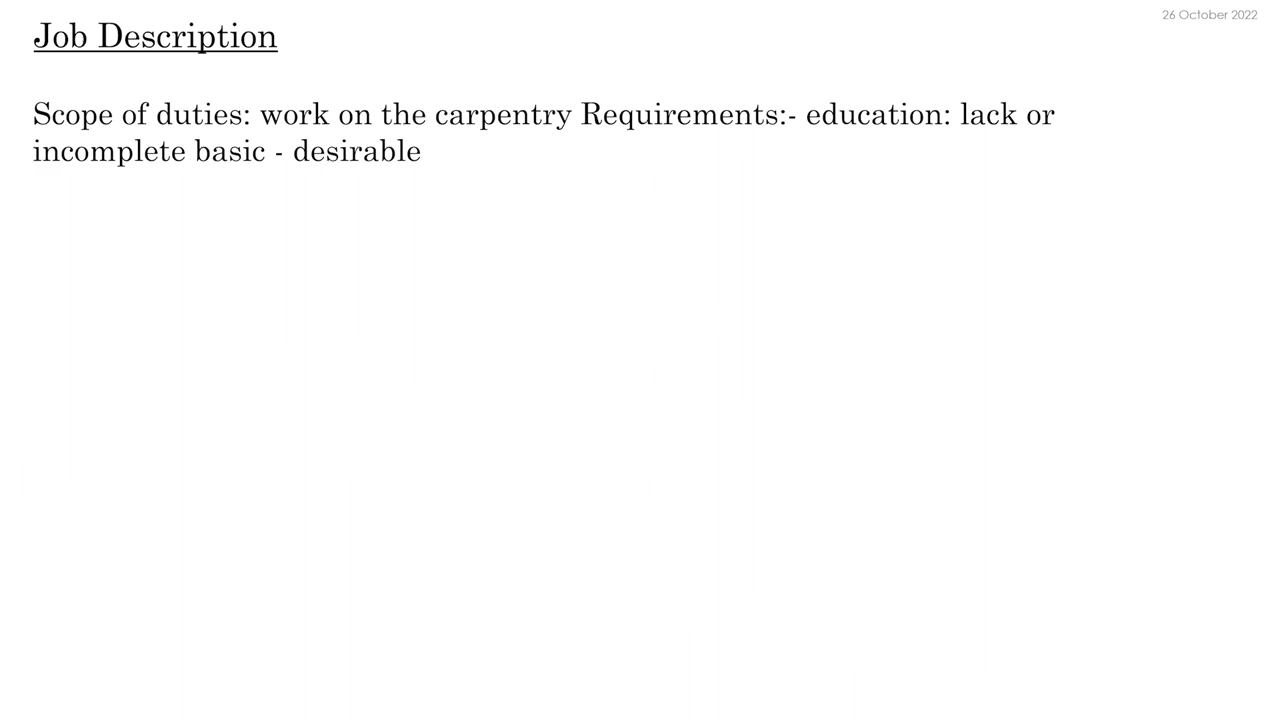 26 October 2022
Job Description
Scope of duties: work on the carpentry Requirements:- education: lack or
incomplete basic - desirable